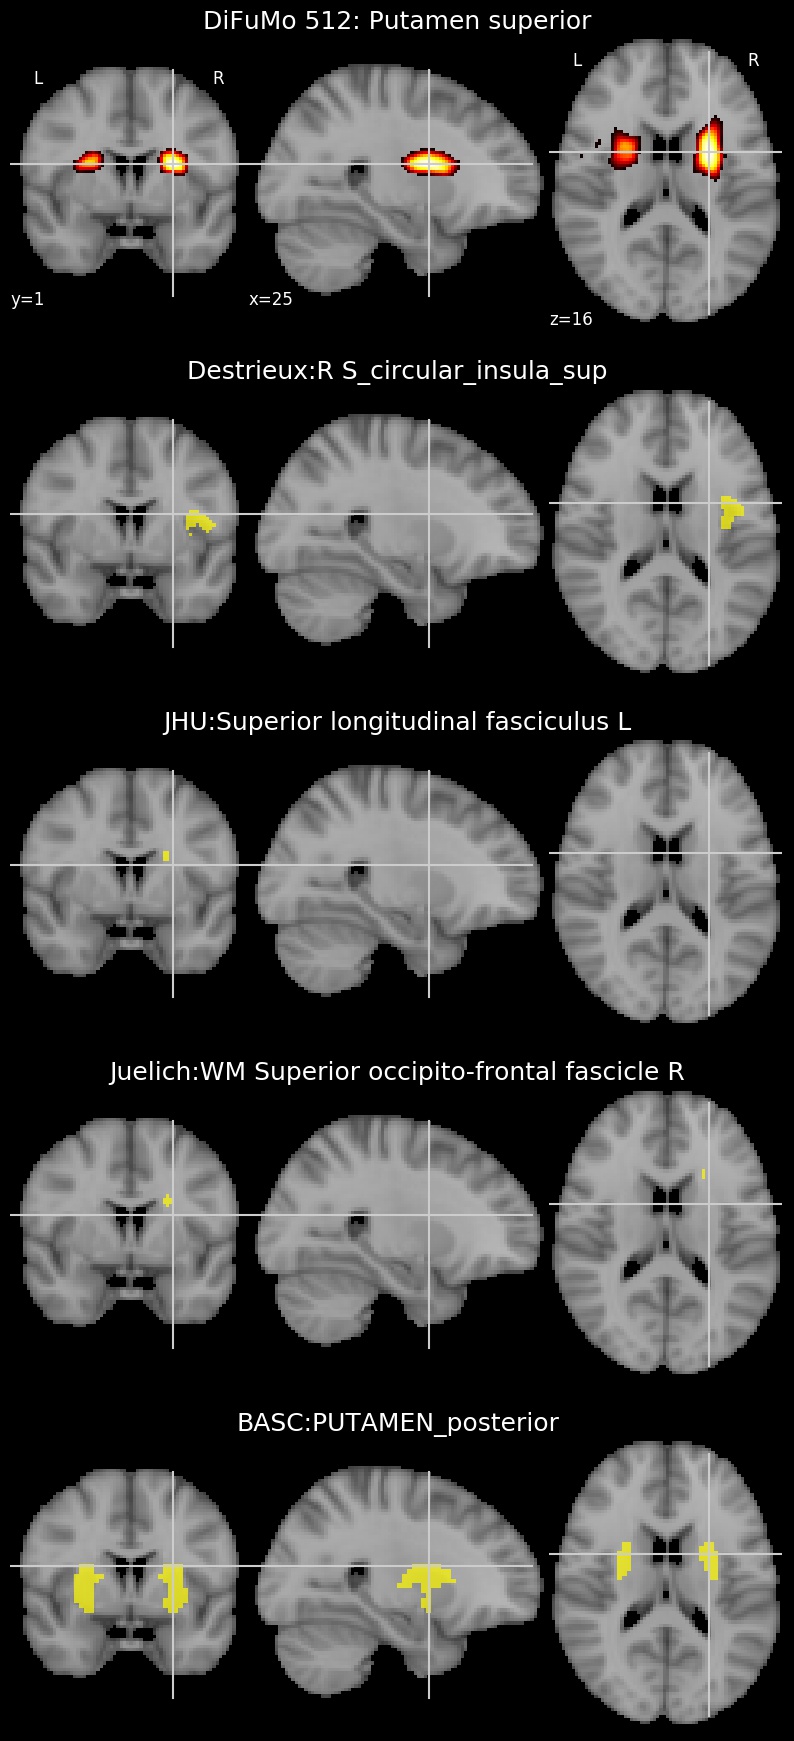 DiFuMo 512: Putamen superior
L R
L R
y=1
x=25
z=16
Destrieux:R S_circular_insula_sup
JHU:Superior longitudinal fasciculus L
Juelich:WM Superior occipito-frontal fascicle R
BASC:PUTAMEN_posterior